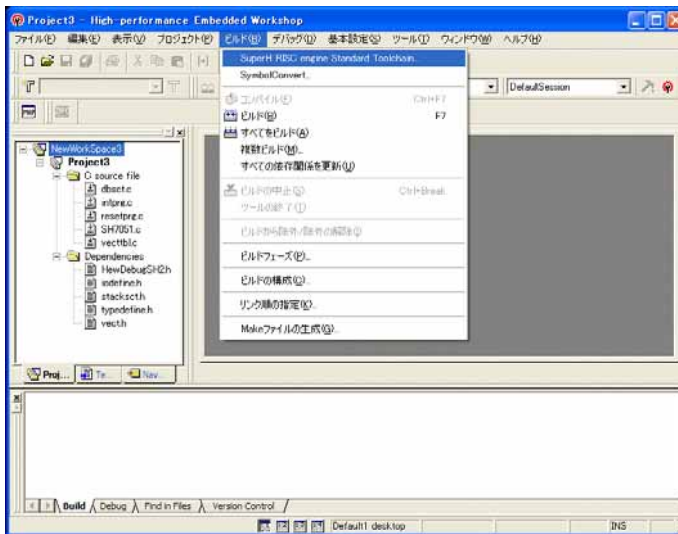 Project3 - High-performance Embedded Workshop
ファイル(F) 編集(E) 表示(V) プロジェクト(P) ビルド(B) デバッグ(D) 基本設定(S) ツール(T) ウィンドウ(W) ヘルプ(H)
SuperH RISC engine Standard Toolchain...
SymbolConvert...
DefaultSession
コンパイル(F) Ctrl+F7
ビルド(B) F7
すべてをビルド(A)
複数ビルド(M)...
すべての依存関係を更新(U)
ビルドの中止(S) Ctrl+Break
ツールの終了(T)
ビルドから除外/除外の解除(E)
ビルドフェーズ(P)...
ビルドの構成(C)...
リンク順の指定(K)...
Makeファイルの生成(G)...
NewWorkSpace3
Project3
C source file
dbsct.c
intprg.c
resetprg.c
SH7051.c
vecttbl.c
Dependencies
stacksct.h
typedefine.h
vect.h
Proj... Te... Nav...
Build Debug Find in Files Version Control
Default1 desktop INS